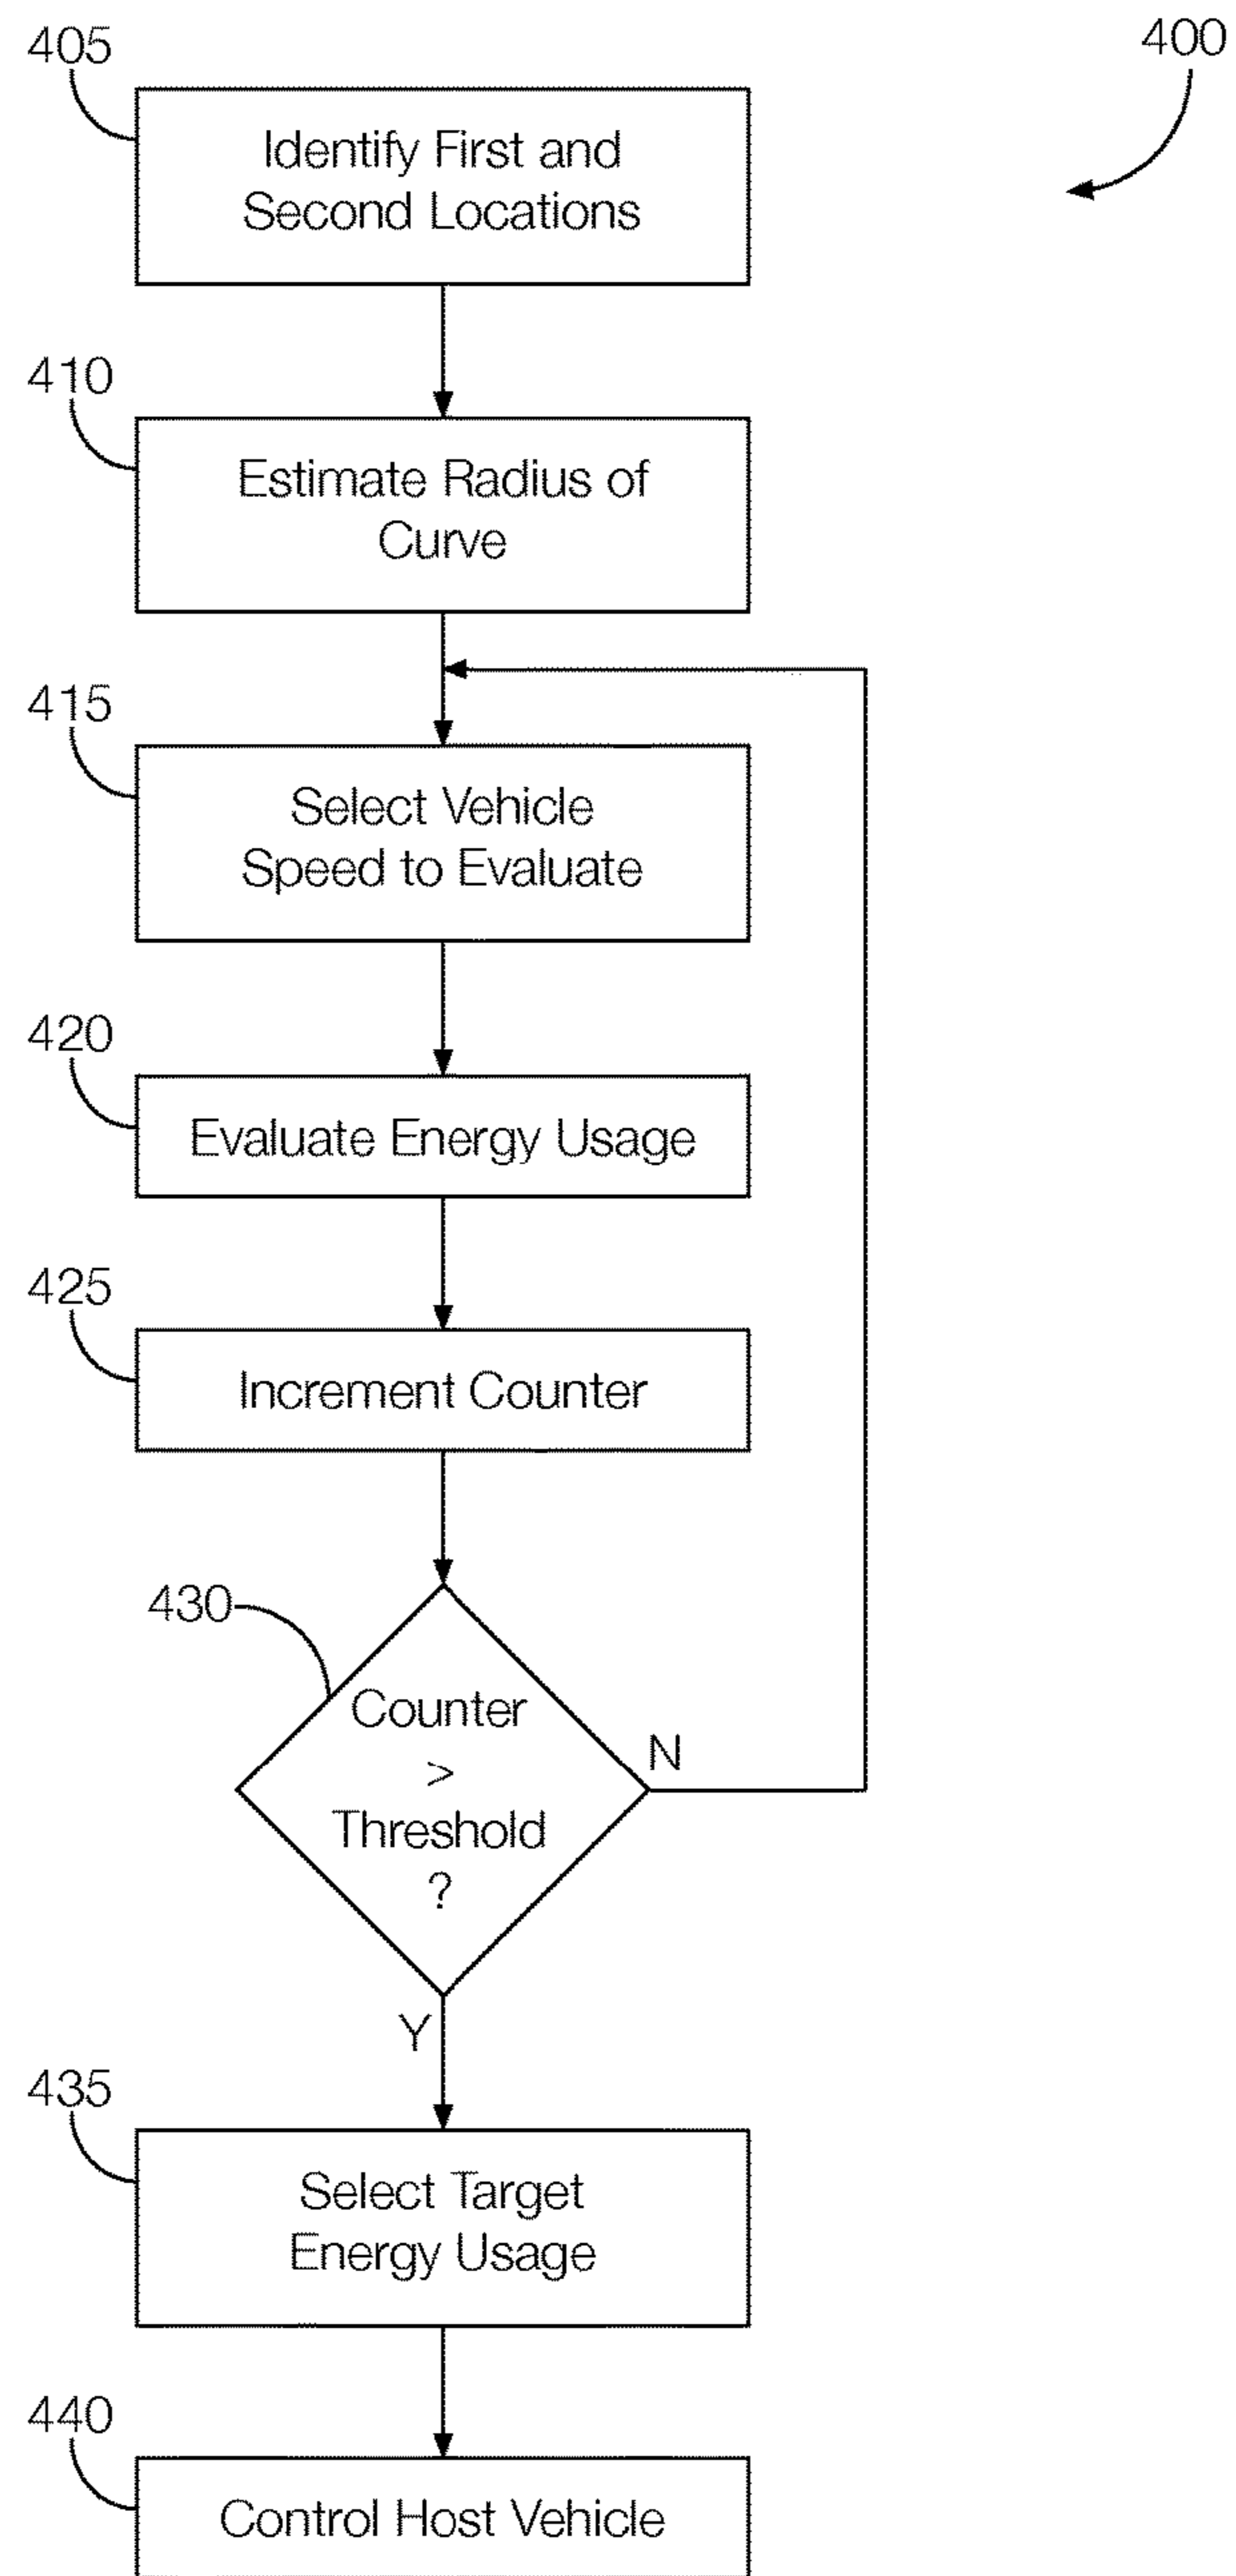 405
400
Identify First and
Second Locations
410
Estimate Radius of
Curve
415
Select Vehicle
Speed to Evaluate
420
Evaluate Energy Usage
425
Increment Counter
430
Counter
>
Threshold
?
N
Y
435
Select Target
Energy Usage
440
Control Host Vehicle